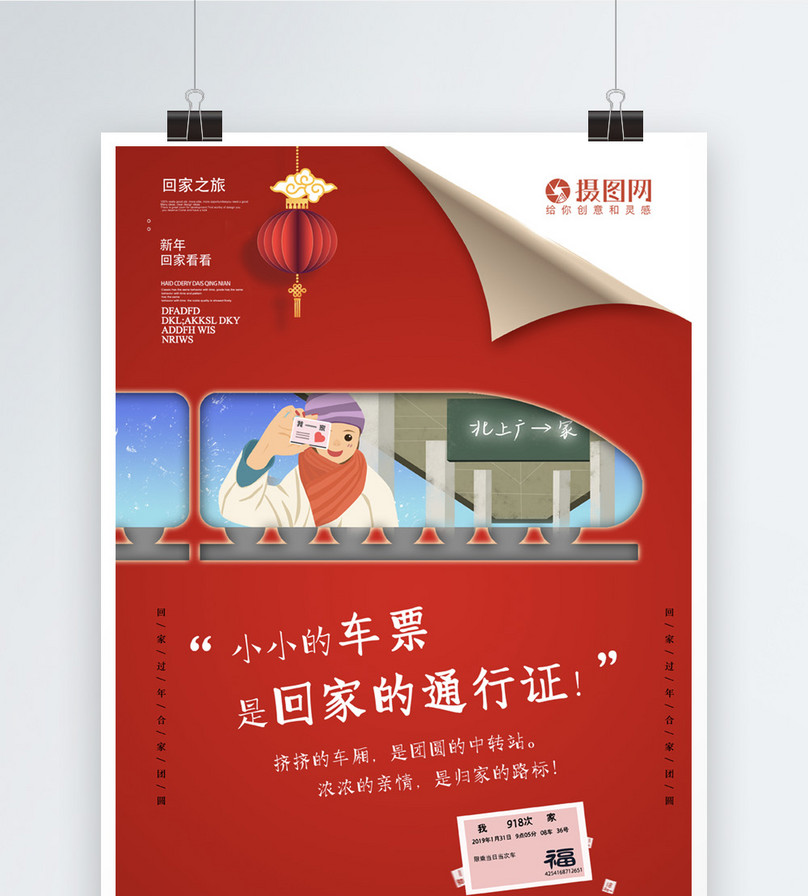 回家之旅
摄图网
给你创意和灵感
新年
回家看看
HAID CDERY DAIS QING NIAN
DFADFD
DKL;AKKSL DKY
ADDFH WIS
NRIWS
我 — 家
北上广→家
“小小的车票
是回家的通行证!”
挤挤的车厢,是团圆的中转站。
浓浓的亲情,是归家的路标!
回/家/过/年/合/家/团/圆
回/家/过/年/合/家/团/圆
我 918次 家
2019年1月31日 9点05分 08车 36号
限乘当日当次车
福
4254168712651